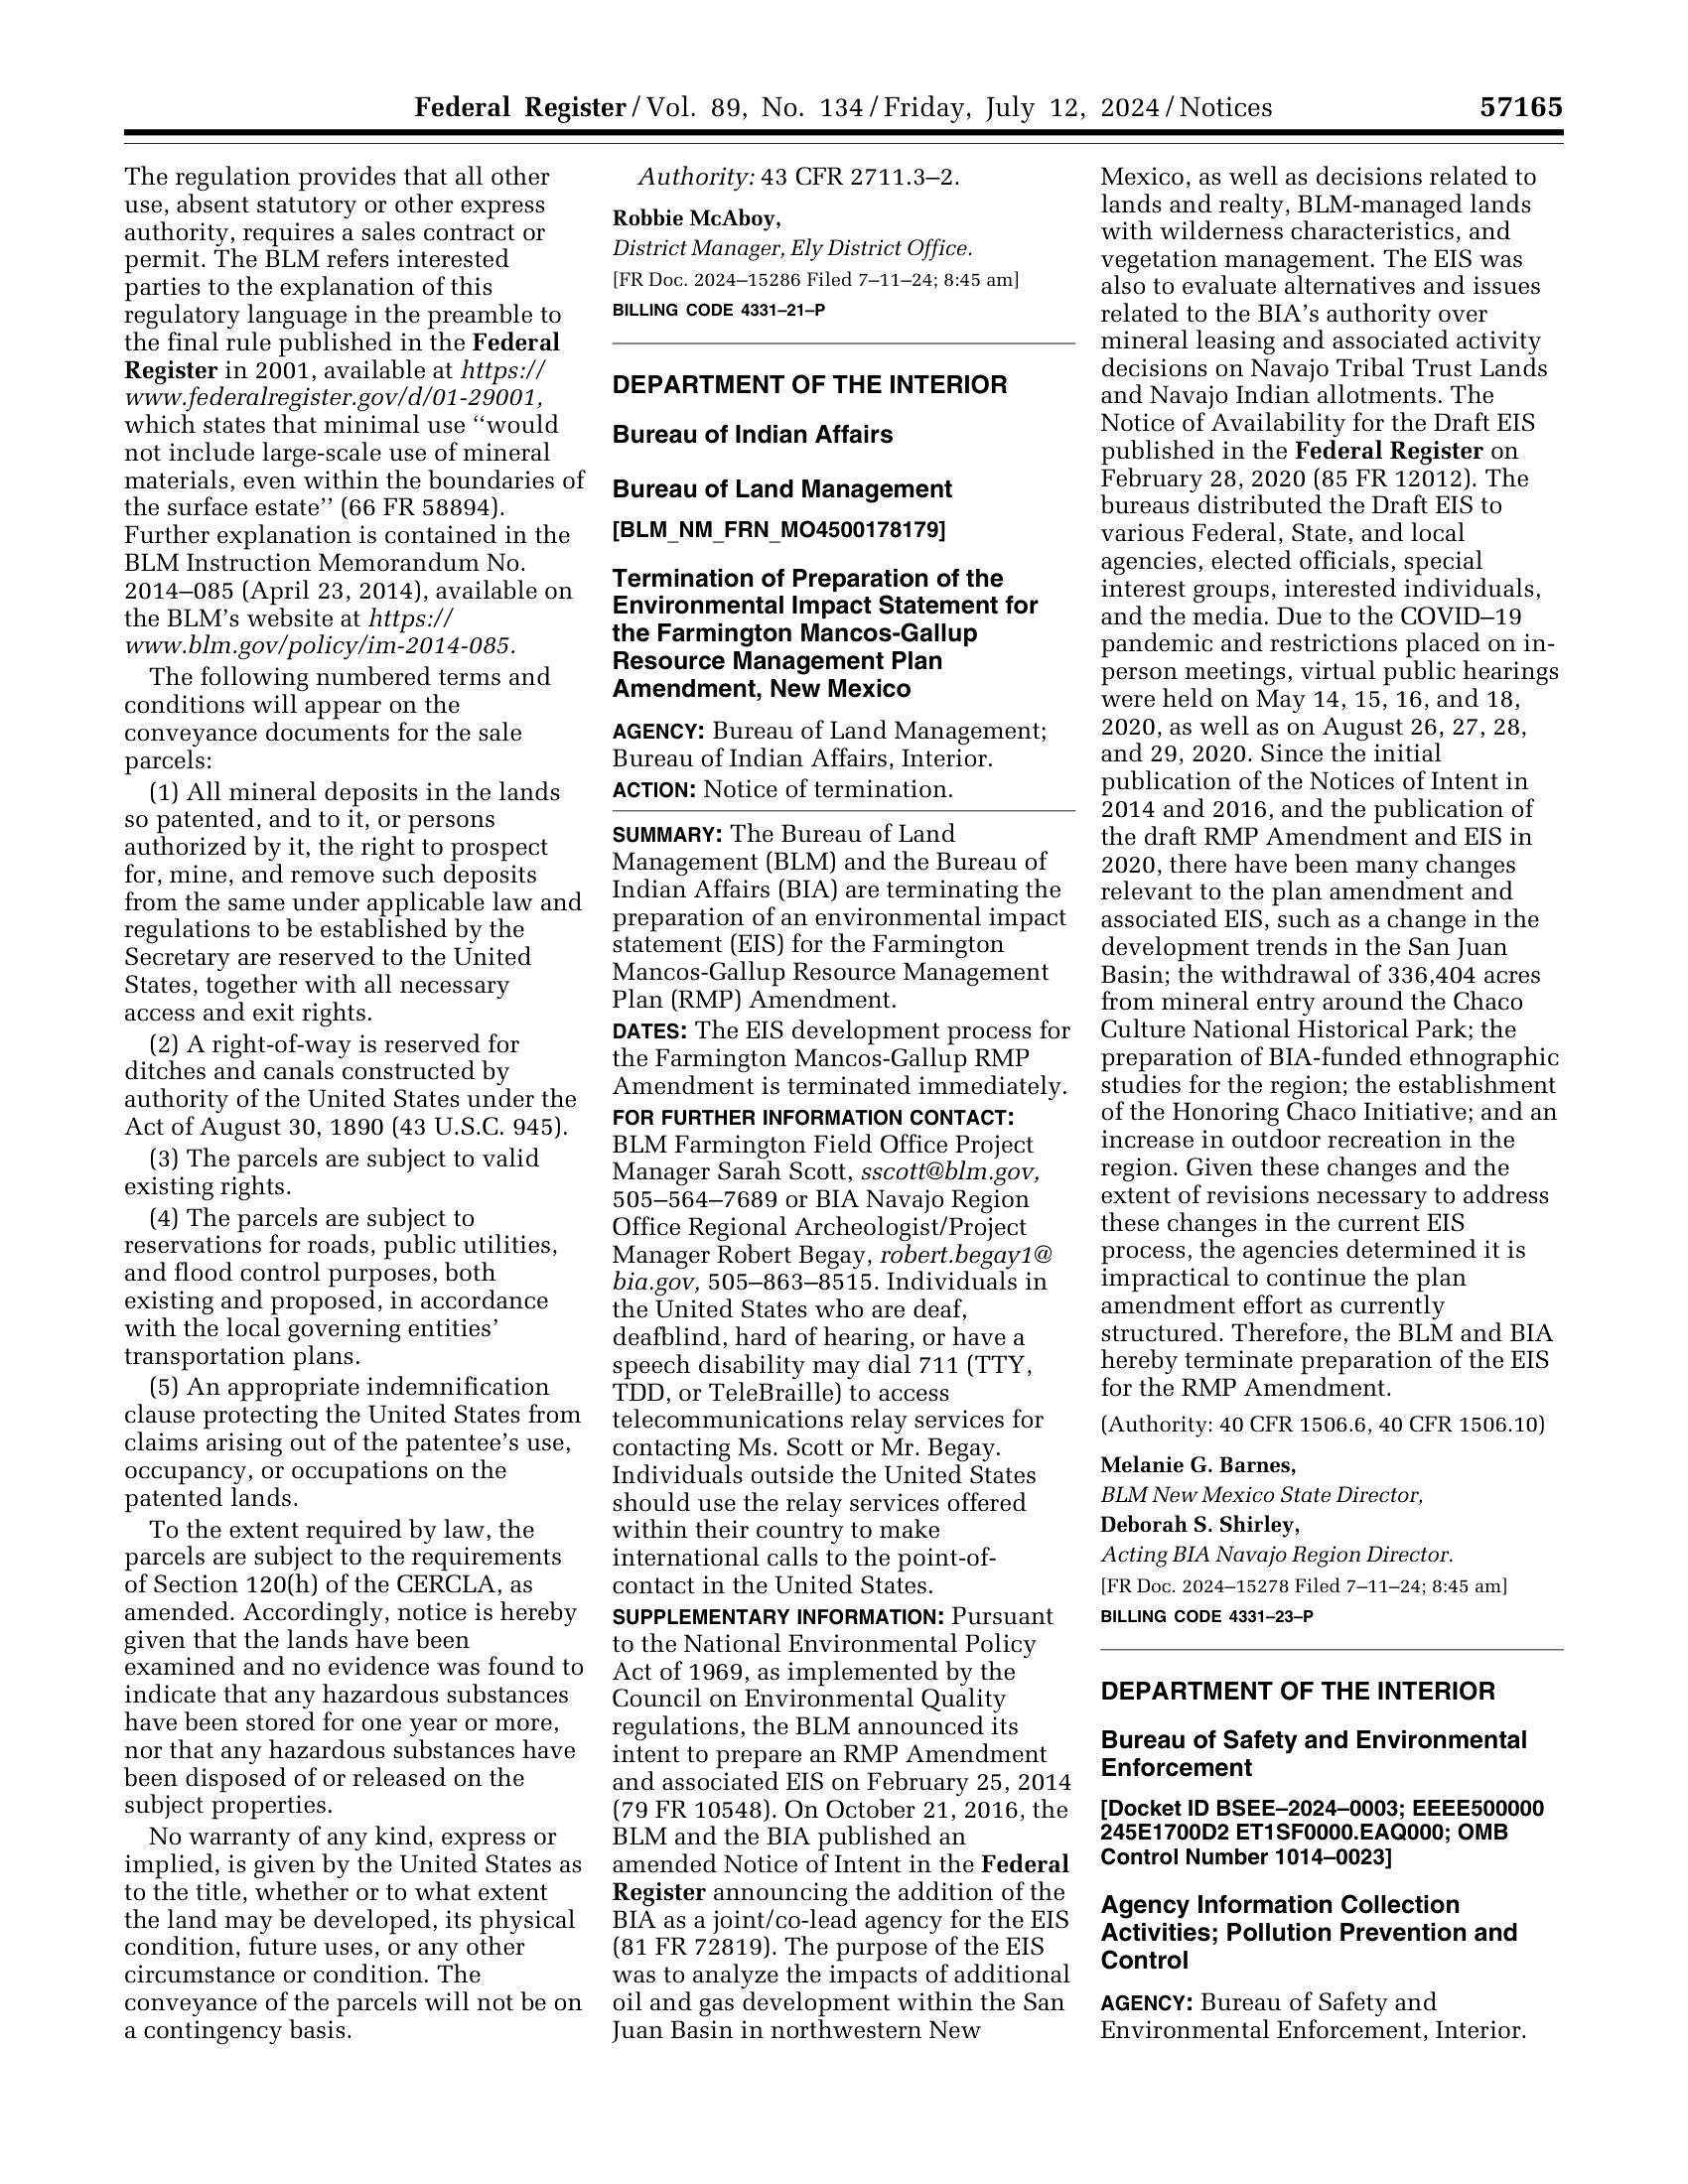 Federal Register / Vol. 89, No. 134 / Friday, July 12, 2024 / Notices 57165
The regulation provides that all other
use, absent statutory or other express
authority, requires a sales contract or
permit. The BLM refers interested
parties to the explanation of this
regulatory language in the preamble to
the final rule published in the Federal
Register in 2001, available at https://
www.federalregister.gov/d/01-29001,
which states that minimal use ‘‘would
not include large-scale use of mineral
materials, even within the boundaries of
the surface estate’’ (66 FR 58894).
Further explanation is contained in the
BLM Instruction Memorandum No.
2014–085 (April 23, 2014), available on
the BLM’s website at https://
www.blm.gov/policy/im-2014-085.
The following numbered terms and
conditions will appear on the
conveyance documents for the sale
parcels:
(1) All mineral deposits in the lands
so patented, and to it, or persons
authorized by it, the right to prospect
for, mine, and remove such deposits
from the same under applicable law and
regulations to be established by the
Secretary are reserved to the United
States, together with all necessary
access and exit rights.
(2) A right-of-way is reserved for
ditches and canals constructed by
authority of the United States under the
Act of August 30, 1890 (43 U.S.C. 945).
(3) The parcels are subject to valid
existing rights.
(4) The parcels are subject to
reservations for roads, public utilities,
and flood control purposes, both
existing and proposed, in accordance
with the local governing entities’
transportation plans.
(5) An appropriate indemnification
clause protecting the United States from
claims arising out of the patentee’s use,
occupancy, or occupations on the
patented lands.
To the extent required by law, the
parcels are subject to the requirements
of Section 120(h) of the CERCLA, as
amended. Accordingly, notice is hereby
given that the lands have been
examined and no evidence was found to
indicate that any hazardous substances
have been stored for one year or more,
nor that any hazardous substances have
been disposed of or released on the
subject properties.
No warranty of any kind, express or
implied, is given by the United States as
to the title, whether or to what extent
the land may be developed, its physical
condition, future uses, or any other
circumstance or condition. The
conveyance of the parcels will not be on
a contingency basis.
Authority: 43 CFR 2711.3–2.
Robbie McAboy,
District Manager, Ely District Office.
[FR Doc. 2024–15286 Filed 7–11–24; 8:45 am]
BILLING CODE 4331–21–P
DEPARTMENT OF THE INTERIOR
Bureau of Indian Affairs
Bureau of Land Management
[BLM_NM_FRN_MO4500178179]
Termination of Preparation of the
Environmental Impact Statement for
the Farmington Mancos-Gallup
Resource Management Plan
Amendment, New Mexico
AGENCY: Bureau of Land Management;
Bureau of Indian Affairs, Interior.
ACTION: Notice of termination.
SUMMARY: The Bureau of Land
Management (BLM) and the Bureau of
Indian Affairs (BIA) are terminating the
preparation of an environmental impact
statement (EIS) for the Farmington
Mancos-Gallup Resource Management
Plan (RMP) Amendment.
DATES: The EIS development process for
the Farmington Mancos-Gallup RMP
Amendment is terminated immediately.
FOR FURTHER INFORMATION CONTACT:
BLM Farmington Field Office Project
Manager Sarah Scott, sscott@blm.gov,
505–564–7689 or BIA Navajo Region
Office Regional Archeologist/Project
Manager Robert Begay, robert.begay1@
bia.gov, 505–863–8515. Individuals in
the United States who are deaf,
deafblind, hard of hearing, or have a
speech disability may dial 711 (TTY,
TDD, or TeleBraille) to access
telecommunications relay services for
contacting Ms. Scott or Mr. Begay.
Individuals outside the United States
should use the relay services offered
within their country to make
international calls to the point-of-
contact in the United States.
SUPPLEMENTARY INFORMATION: Pursuant
to the National Environmental Policy
Act of 1969, as implemented by the
Council on Environmental Quality
regulations, the BLM announced its
intent to prepare an RMP Amendment
and associated EIS on February 25, 2014
(79 FR 10548). On October 21, 2016, the
BLM and the BIA published an
amended Notice of Intent in the Federal
Register announcing the addition of the
BIA as a joint/co-lead agency for the EIS
(81 FR 72819). The purpose of the EIS
was to analyze the impacts of additional
oil and gas development within the San
Juan Basin in northwestern New
Mexico, as well as decisions related to
lands and realty, BLM-managed lands
with wilderness characteristics, and
vegetation management. The EIS was
also to evaluate alternatives and issues
related to the BIA’s authority over
mineral leasing and associated activity
decisions on Navajo Tribal Trust Lands
and Navajo Indian allotments. The
Notice of Availability for the Draft EIS
published in the Federal Register on
February 28, 2020 (85 FR 12012). The
bureaus distributed the Draft EIS to
various Federal, State, and local
agencies, elected officials, special
interest groups, interested individuals,
and the media. Due to the COVID–19
pandemic and restrictions placed on in-
person meetings, virtual public hearings
were held on May 14, 15, 16, and 18,
2020, as well as on August 26, 27, 28,
and 29, 2020. Since the initial
publication of the Notices of Intent in
2014 and 2016, and the publication of
the draft RMP Amendment and EIS in
2020, there have been many changes
relevant to the plan amendment and
associated EIS, such as a change in the
development trends in the San Juan
Basin; the withdrawal of 336,404 acres
from mineral entry around the Chaco
Culture National Historical Park; the
preparation of BIA-funded ethnographic
studies for the region; the establishment
of the Honoring Chaco Initiative; and an
increase in outdoor recreation in the
region. Given these changes and the
extent of revisions necessary to address
these changes in the current EIS
process, the agencies determined it is
impractical to continue the plan
amendment effort as currently
structured. Therefore, the BLM and BIA
hereby terminate preparation of the EIS
for the RMP Amendment.
(Authority: 40 CFR 1506.6, 40 CFR 1506.10)
Melanie G. Barnes,
BLM New Mexico State Director,
Deborah S. Shirley,
Acting BIA Navajo Region Director.
[FR Doc. 2024–15278 Filed 7–11–24; 8:45 am]
BILLING CODE 4331–23–P
DEPARTMENT OF THE INTERIOR
Bureau of Safety and Environmental
Enforcement
[Docket ID BSEE–2024–0003; EEEE500000
245E1700D2 ET1SF0000.EAQ000; OMB
Control Number 1014–0023]
Agency Information Collection
Activities; Pollution Prevention and
Control
AGENCY: Bureau of Safety and
Environmental Enforcement, Interior.